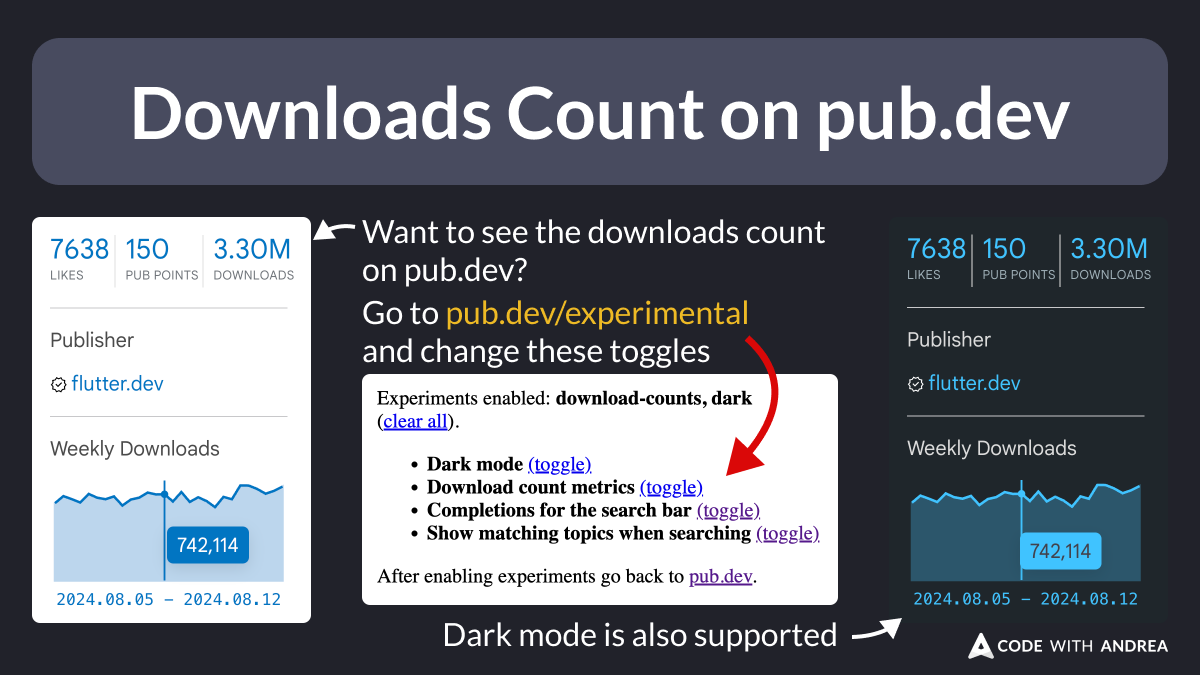 Downloads Count on pub.dev
7638 150 3.30M
LIKES PUB POINTS DOWNLOADS
Publisher
flutter.dev
Weekly Downloads
742,114
2024.08.05 – 2024.08.12
Want to see the downloads count
on pub.dev?
Go to pub.dev/experimental
and change these toggles
Experiments enabled: download-counts, dark
(clear all).
• Dark mode (toggle)
• Download count metrics (toggle)
• Completions for the search bar (toggle)
• Show matching topics when searching (toggle)
After enabling experiments go back to pub.dev.
Dark mode is also supported
7638 150 3.30M
LIKES PUB POINTS DOWNLOADS
Publisher
flutter.dev
Weekly Downloads
742,114
2024.08.05 – 2024.08.12
CODE WITH ANDREA